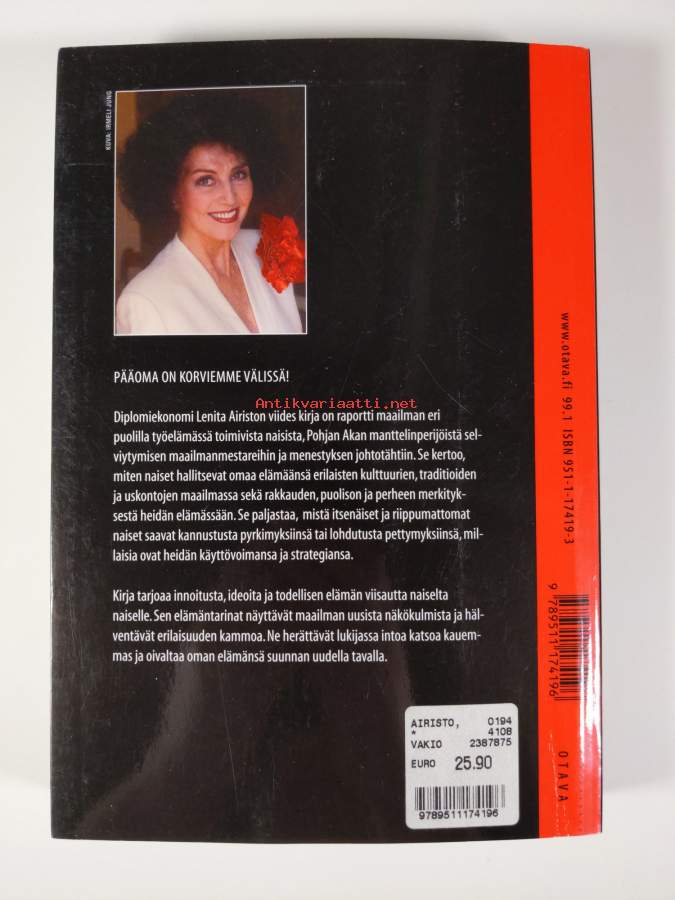 KUVA: IRMELI JUNG
PÄÄOMA ON KORVIEMME VÄLISSÄ!
Antikvariaatti.net
Diplomiekonomi Lenita Airiston viides kirja on raportti maailman eri
puolilla työelämässä toimivista naisista, Pohjan Akan manttelinperijöistä sel-
viytymisen maailmanmestareihin ja menestyksen johtotähtiin. Se kertoo,
miten naiset hallitsevat omaa elämäänsä erilaisten kulttuurien, traditioiden
ja uskontojen maailmassa sekä rakkauden, puolison ja perheen merkityk-
sestä heidän elämässään. Se paljastaa, mistä itsenäiset ja riippumattomat
naiset saavat kannustusta pyrkimyksiinsä tai lohdutusta pettymyksiinsä, mil-
laisia ovat heidän käyttövoimansa ja strategiansa.
Kirja tarjoaa innoitusta, ideoita ja todellisen elämän viisautta naiselta
naiselle. Sen elämäntarinat näyttävät maailman uusista näkökulmista ja häl-
ventävät erilaisuuden kammoa. Ne herättävät lukijassa intoa katsoa kauem-
mas ja oivaltaa oman elämänsä suunnan uudella tavalla.
www.otava.fi 99.1 ISBN 951-1-17419-3
9 789511 174196
OTAVA
AIRISTO, 0194
* 4108
VAKIO 2387875
EURO 25.90
9789511174196